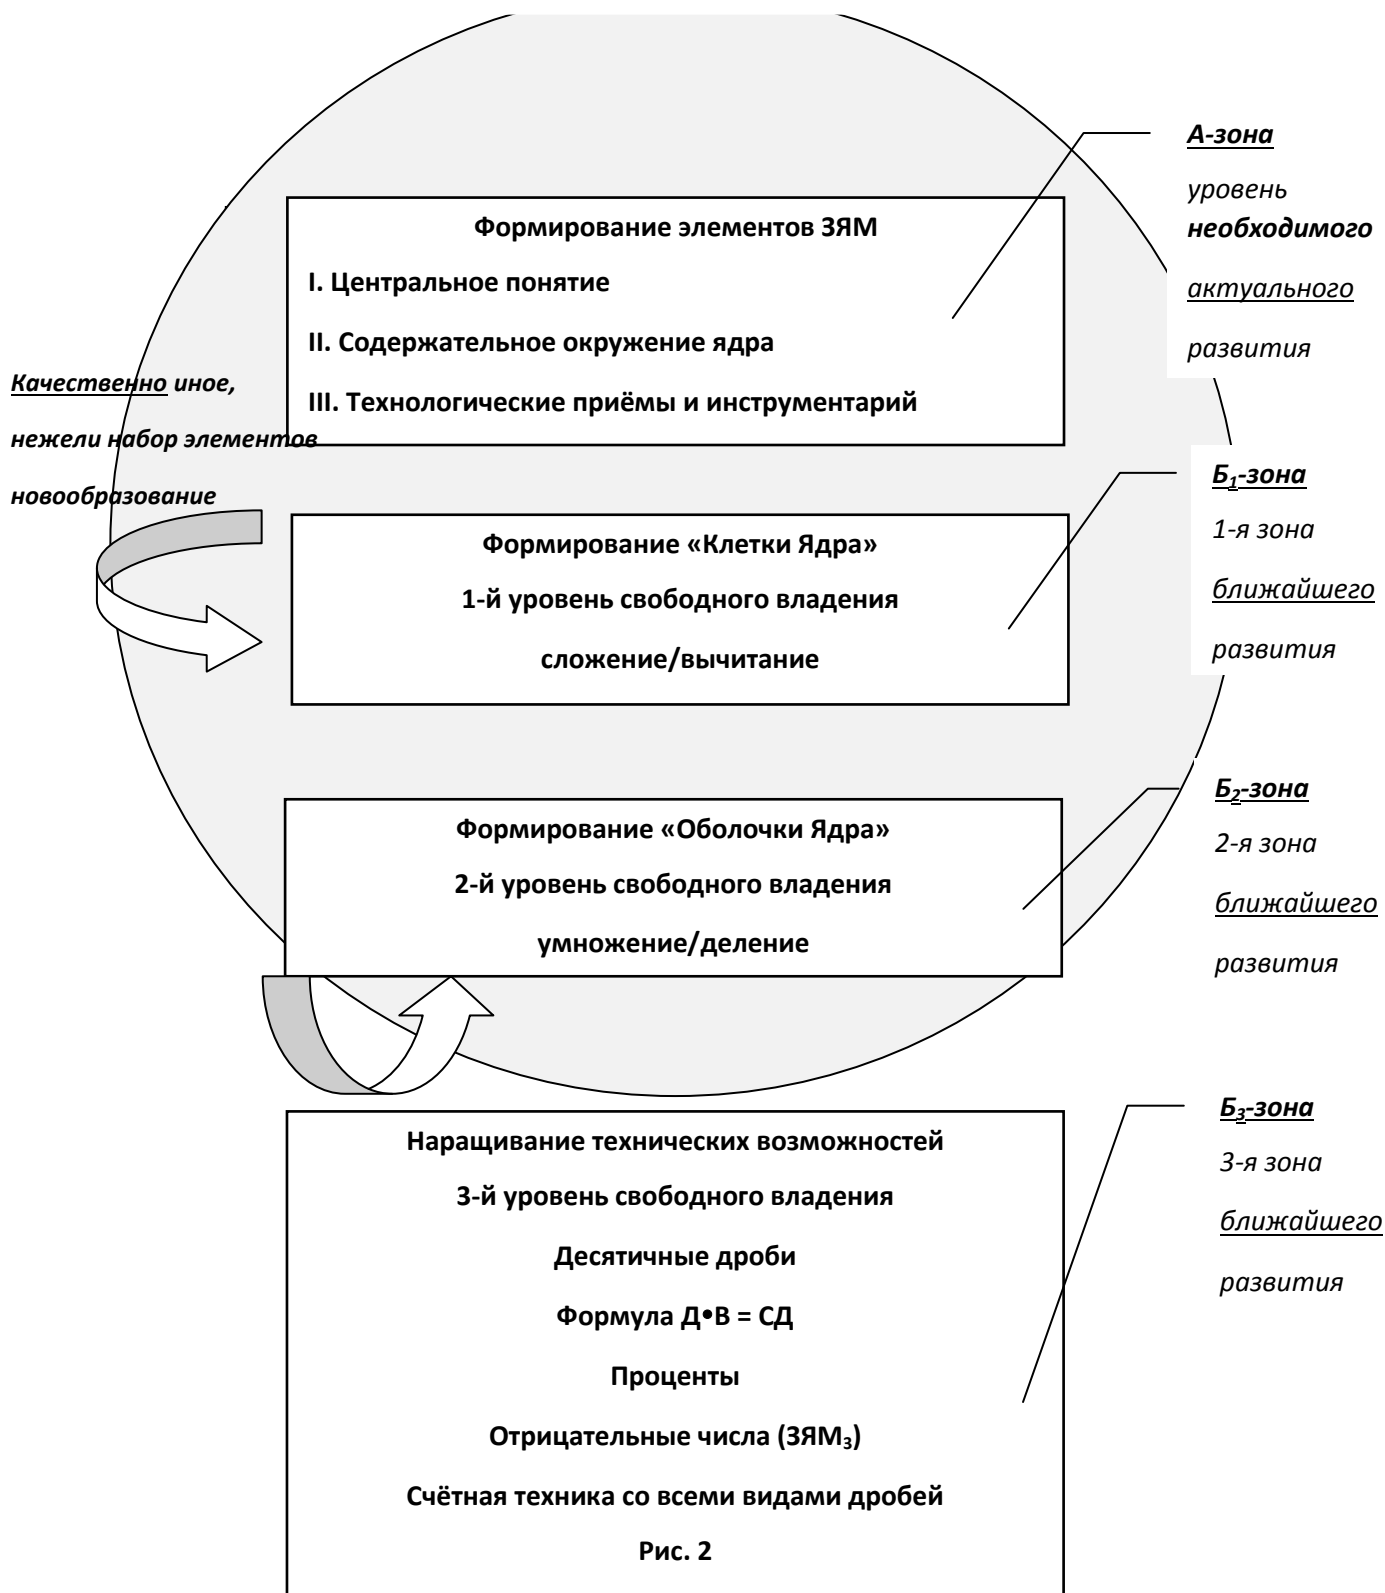 А-зона
уровень
необходимого
актуального
развития
Формирование элементов ЗЯМ
I. Центральное понятие
II. Содержательное окружение ядра
III. Технологические приёмы и инструментарий
Качественно иное,
нежели набор элементов
новообразование
Б₁-зона
1-я зона
ближайшего
развития
Формирование «Клетки Ядра»
1-й уровень свободного владения
сложение/вычитание
Б₂-зона
2-я зона
ближайшего
развития
Формирование «Оболочки Ядра»
2-й уровень свободного владения
умножение/деление
Б₃-зона
3-я зона
ближайшего
развития
Наращивание технических возможностей
3-й уровень свободного владения
Десятичные дроби
Формула Д•В = СД
Проценты
Отрицательные числа (ЗЯМ₃)
Счётная техника со всеми видами дробей
Рис. 2